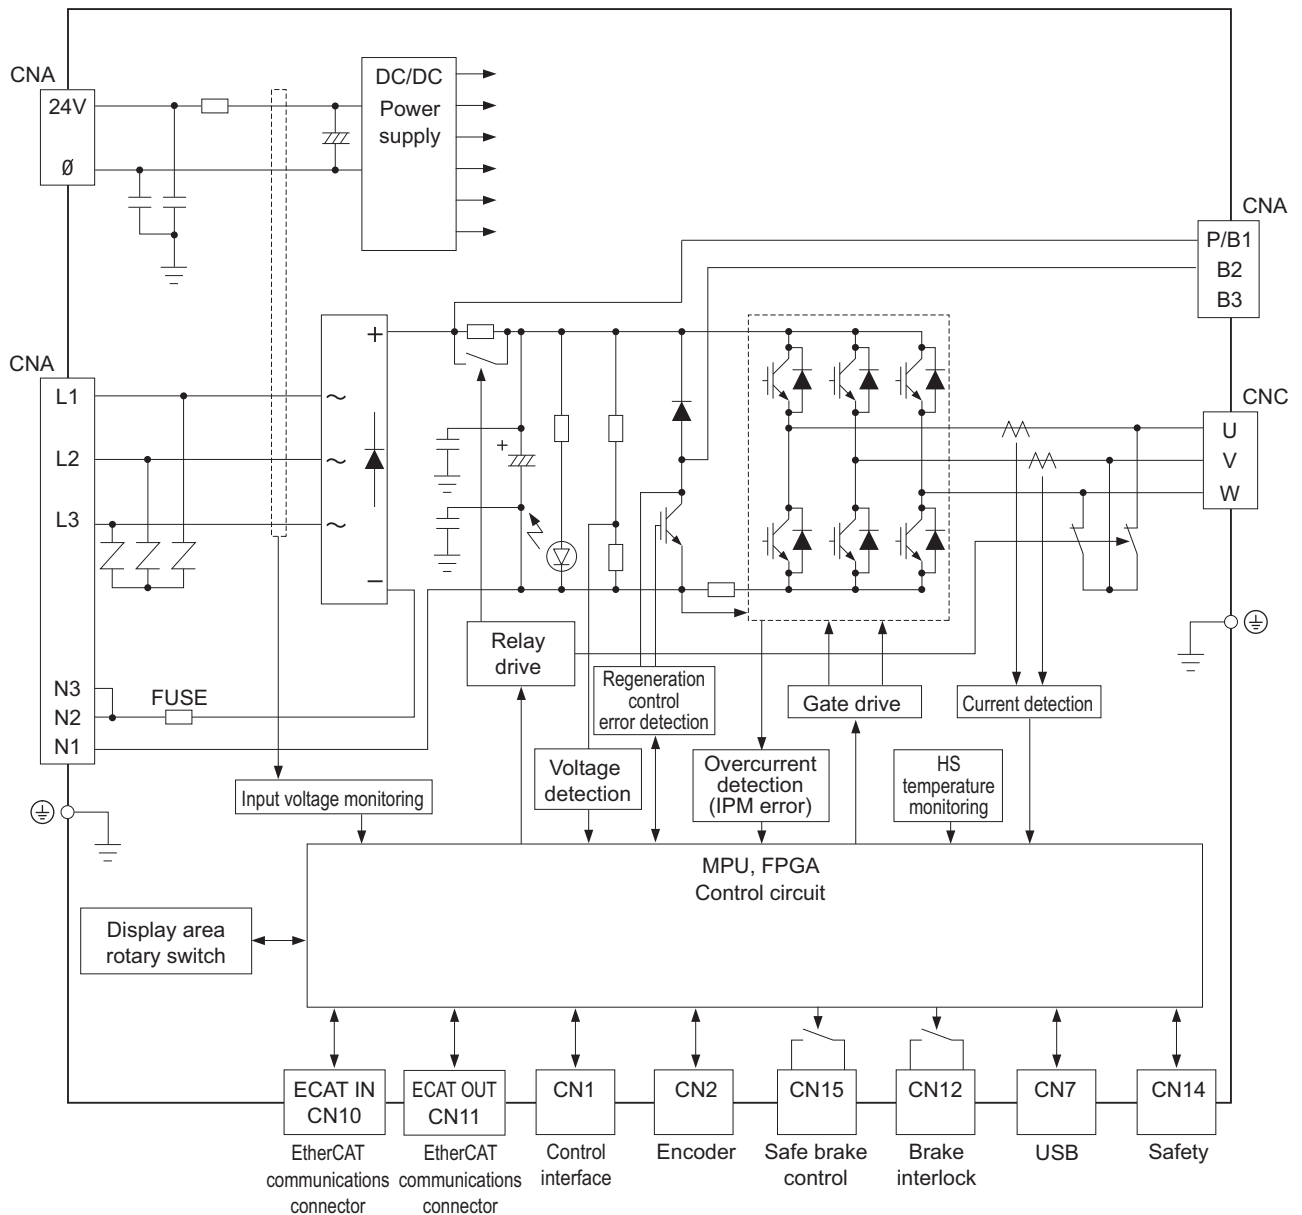 CNA
24V
Ø
DC/DC
Power
supply
CNA
P/B1
B2
B3
CNA
L1
L2
L3
+
−
+
CNC
U
V
W
N3
N2
N1
FUSE
Relay
drive
Regeneration
control
error detection
Gate drive
Current detection
Input voltage monitoring
Voltage
detection
Overcurrent
detection
(IPM error)
HS
temperature
monitoring
MPU, FPGA
Control circuit
Display area
rotary switch
ECAT IN
CN10
ECAT OUT
CN11
CN1
CN2
CN15
CN12
CN7
CN14
EtherCAT
communications
connector
EtherCAT
communications
connector
Control
interface
Encoder
Safe brake
control
Brake
interlock
USB
Safety